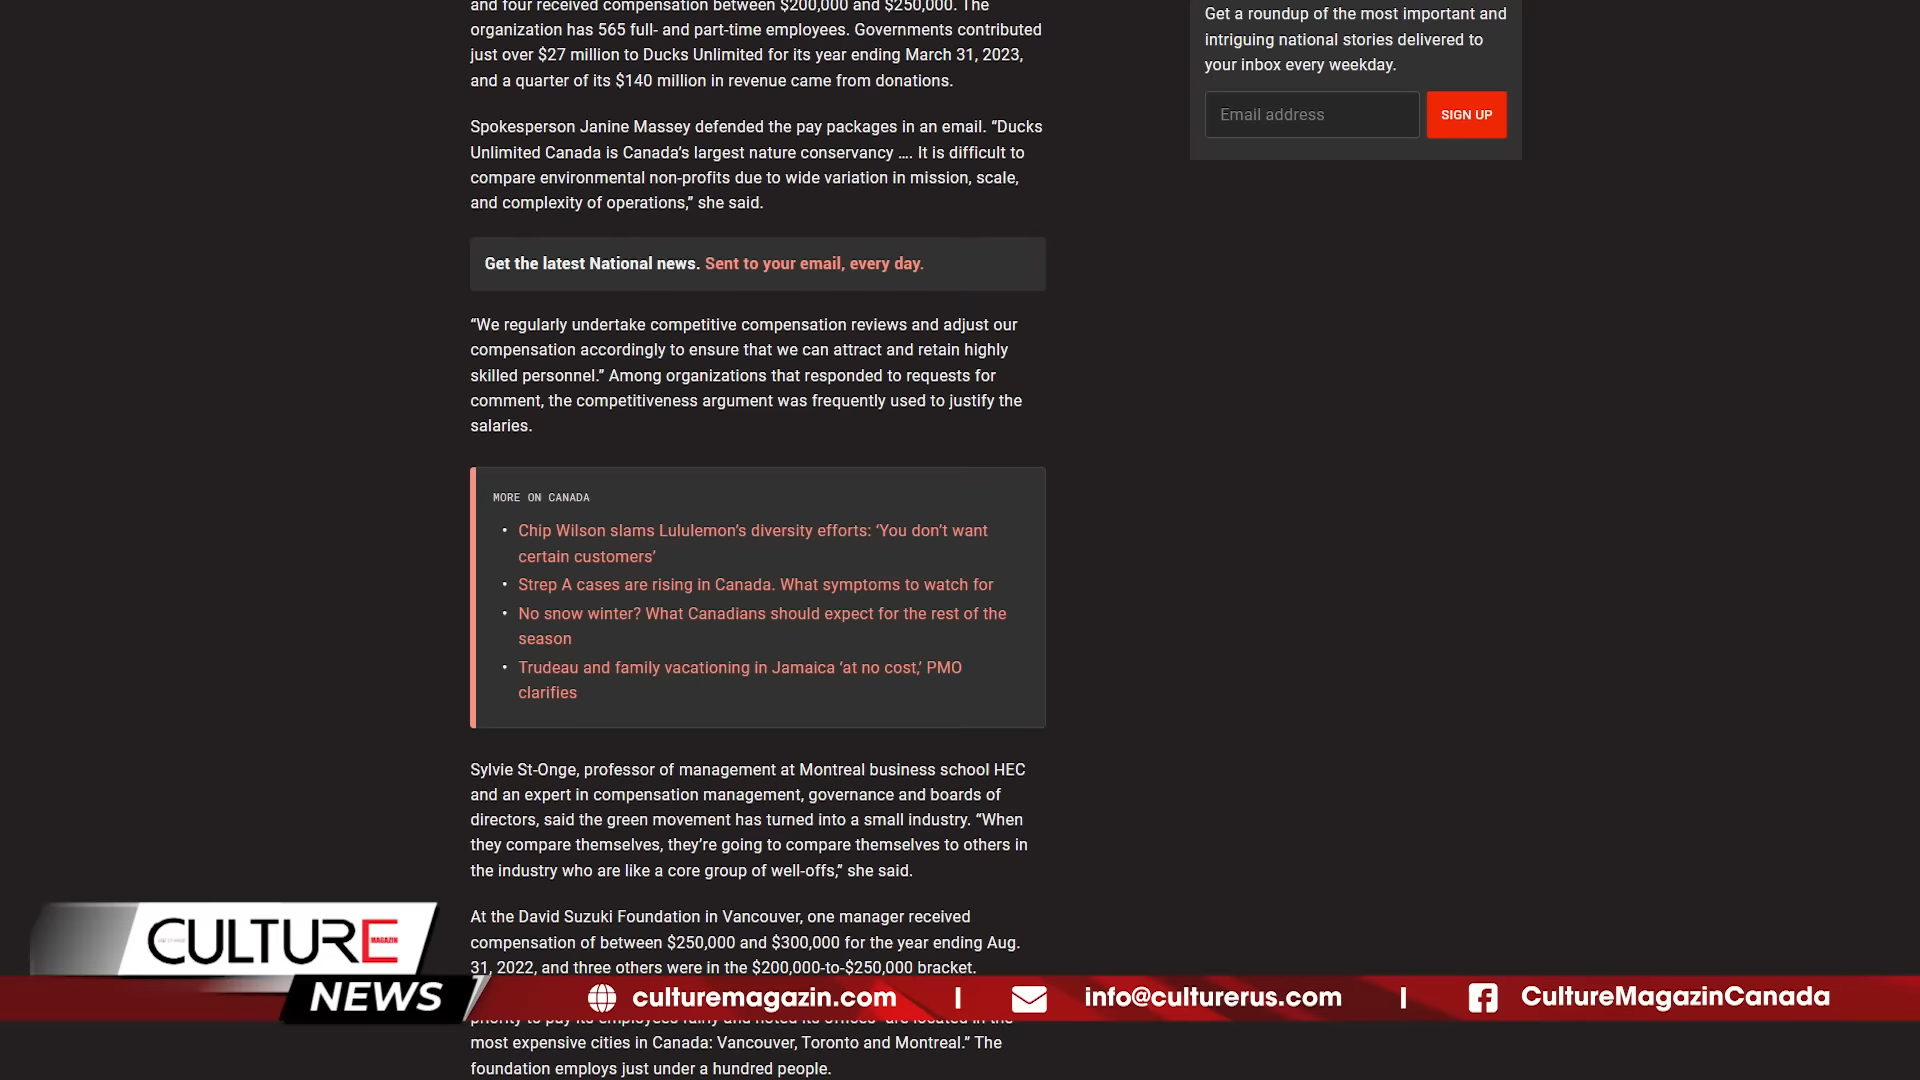 and four received compensation between $200,000 and $250,000. The
organization has 565 full- and part-time employees. Governments contributed
just over $27 million to Ducks Unlimited for its year ending March 31, 2023,
and a quarter of its $140 million in revenue came from donations.
Spokesperson Janine Massey defended the pay packages in an email. “Ducks
Unlimited Canada is Canada’s largest nature conservancy …. It is difficult to
compare environmental non-profits due to wide variation in mission, scale,
and complexity of operations,” she said.
Get the latest National news. Sent to your email, every day.
“We regularly undertake competitive compensation reviews and adjust our
compensation accordingly to ensure that we can attract and retain highly
skilled personnel.” Among organizations that responded to requests for
comment, the competitiveness argument was frequently used to justify the
salaries.
MORE ON CANADA
• Chip Wilson slams Lululemon’s diversity efforts: ‘You don’t want
certain customers’
• Strep A cases are rising in Canada. What symptoms to watch for
• No snow winter? What Canadians should expect for the rest of the
season
• Trudeau and family vacationing in Jamaica ‘at no cost,’ PMO
clarifies
Sylvie St-Onge, professor of management at Montreal business school HEC
and an expert in compensation management, governance and boards of
directors, said the green movement has turned into a small industry. “When
they compare themselves, they’re going to compare themselves to others in
the industry who are like a core group of well-offs,” she said.
At the David Suzuki Foundation in Vancouver, one manager received
compensation of between $250,000 and $300,000 for the year ending Aug.
31, 2022, and three others were in the $200,000-to-$250,000 bracket.
priority to pay its employees fairly and noted its offices “are located in the
most expensive cities in Canada: Vancouver, Toronto and Montreal.” The
foundation employs just under a hundred people.
Get a roundup of the most important and
intriguing national stories delivered to
your inbox every weekday.
Email address
SIGN UP
CULTURE
MAGAZIN
NEWS
culturemagazin.com
info@culturerus.com
CultureMagazinCanada